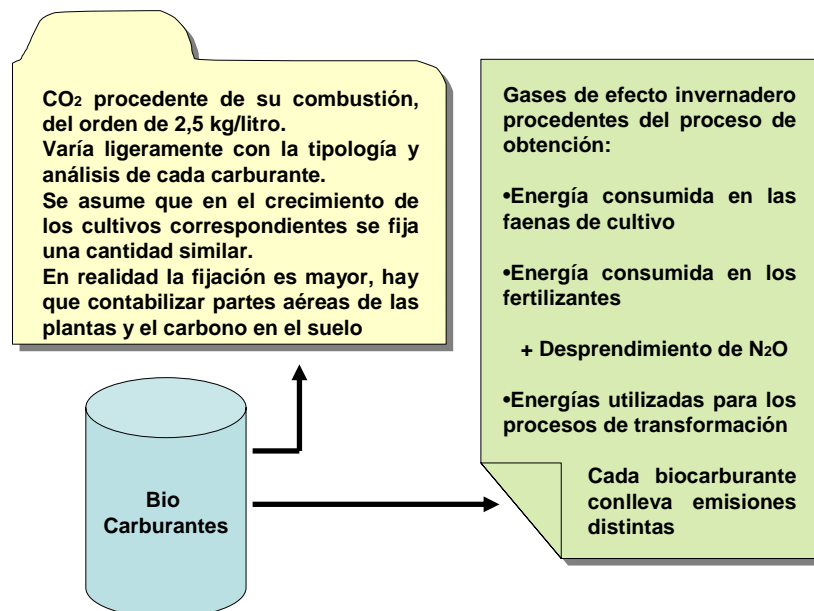 CO2 procedente de su combustión,
del orden de 2,5 kg/litro.
Varía ligeramente con la tipología y
análisis de cada carburante.
Se asume que en el crecimiento de
los cultivos correspondientes se fija
una cantidad similar.
En realidad la fijación es mayor, hay
que contabilizar partes aéreas de las
plantas y el carbono en el suelo
Gases de efecto invernadero
procedentes del proceso de
obtención:
•Energía consumida en las
faenas de cultivo
•Energía consumida en los
fertilizantes
+ Desprendimiento de N2O
•Energías utilizadas para los
procesos de transformación
Cada biocarburante
conlleva emisiones
distintas
Bio
Carburantes